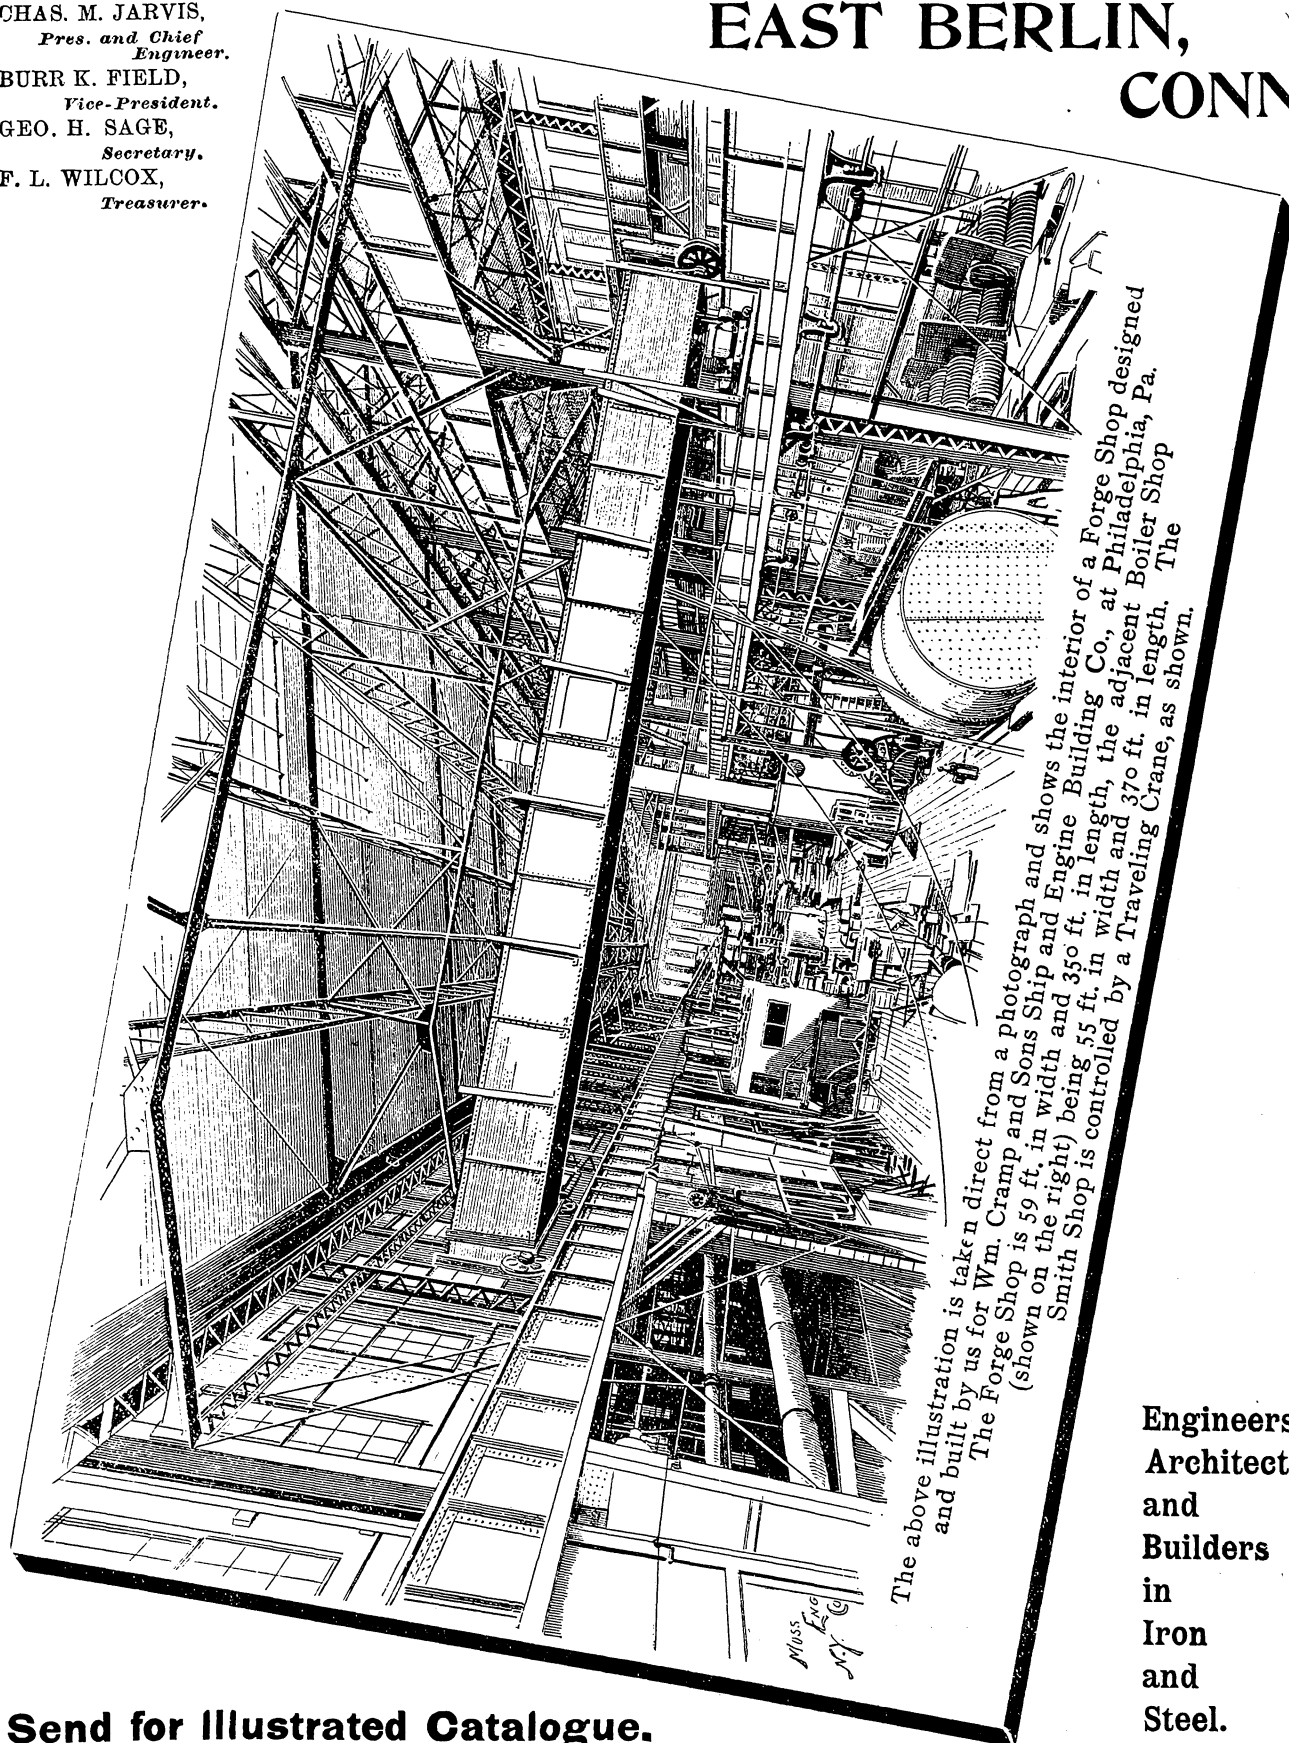 CHAS. M. JARVIS,
Pres. and Chief
Engineer.
BURR K. FIELD,
Vice-President.
GEO. H. SAGE,
Secretary.
F. L. WILCOX,
Treasurer.
EAST BERLIN,
CONN
The above illustration is taken direct from a photograph and shows the interior of a Forge Shop designed
and built by us for Wm. Cramp and Sons Ship and Engine Building Co., at Philadelphia, Pa.
The Forge Shop is 59 ft. in width and 350 ft. in length, the adjacent Boiler Shop
(shown on the right) being 55 ft. in width and 370 ft. in length. The
Smith Shop is controlled by a Traveling Crane, as shown.
MOSS
ENG
CO
N.Y.
Engineers
Architect
and
Builders
in
Iron
and
Steel.
Send for Illustrated Catalogue.